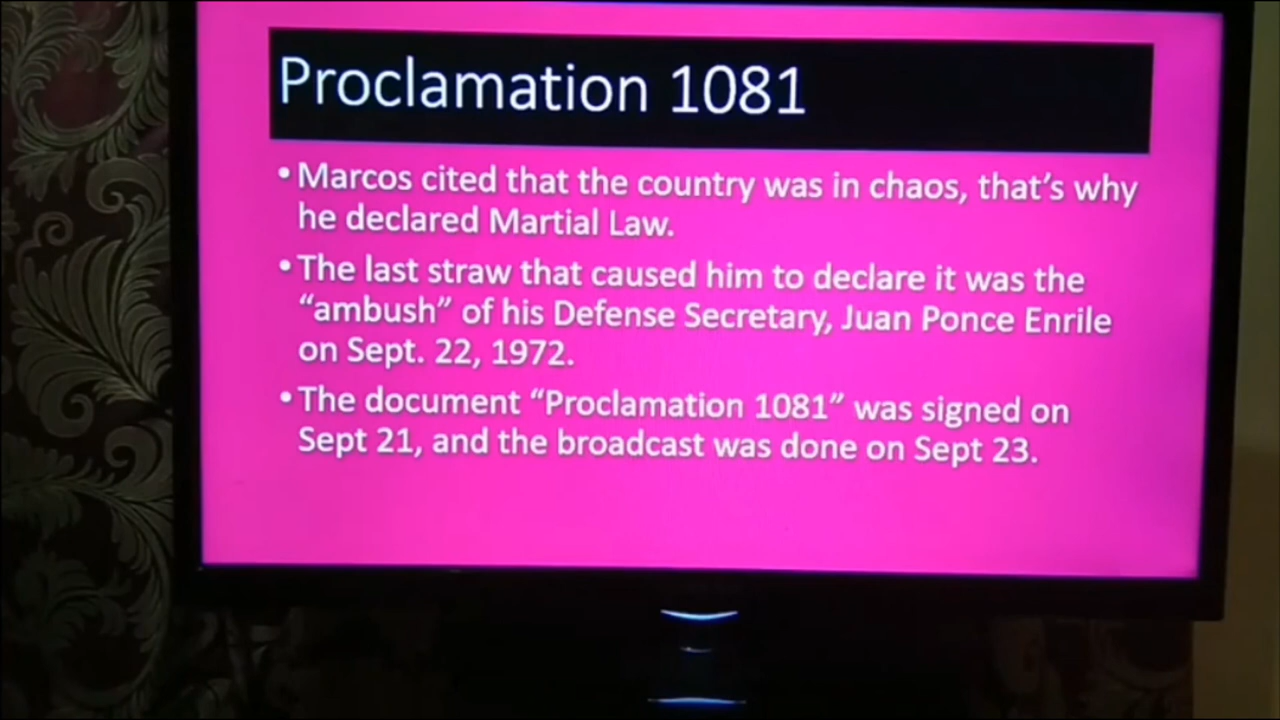 Proclamation 1081
•Marcos cited that the country was in chaos, that's why
he declared Martial Law.
•The last straw that caused him to declare it was the
“ambush” of his Defense Secretary, Juan Ponce Enrile
on Sept. 22, 1972.
•The document “Proclamation 1081” was signed on
Sept 21, and the broadcast was done on Sept 23.